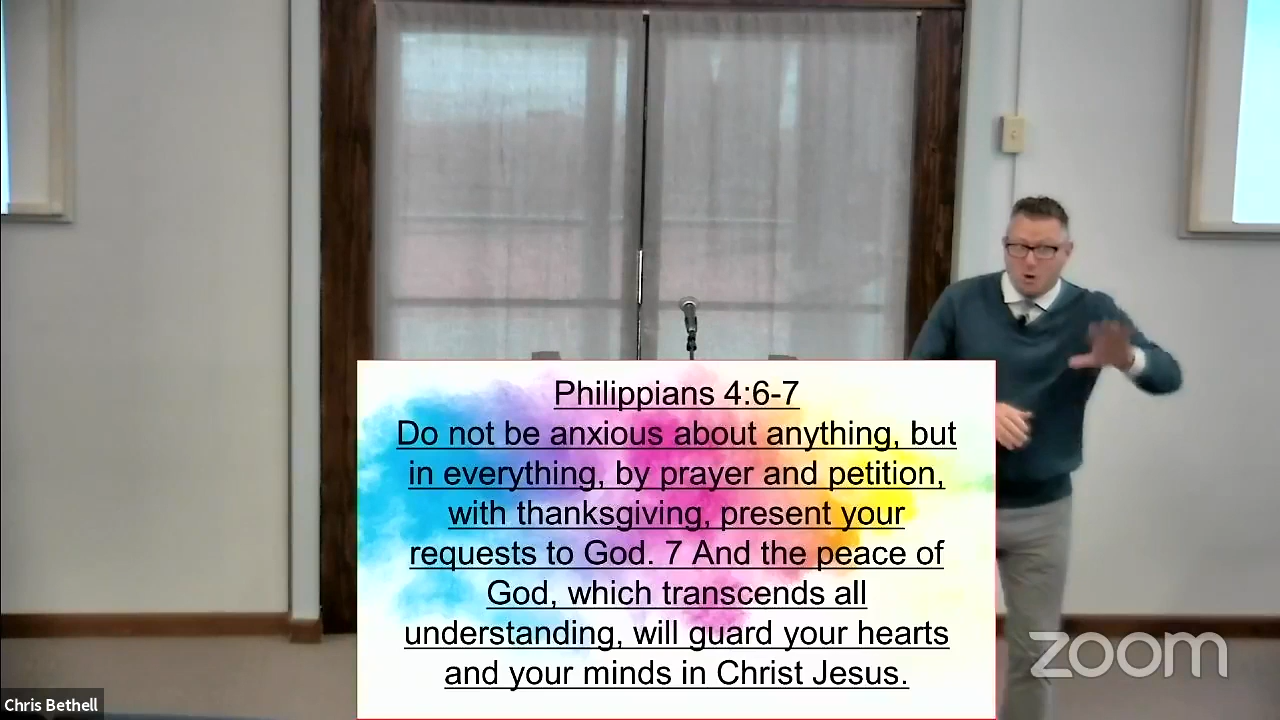 Philippians 4:6-7
Do not be anxious about anything, but
in everything, by prayer and petition,
with thanksgiving, present your
requests to God. 7 And the peace of
God, which transcends all
understanding, will guard your hearts
and your minds in Christ Jesus.
zoom
Chris Bethell